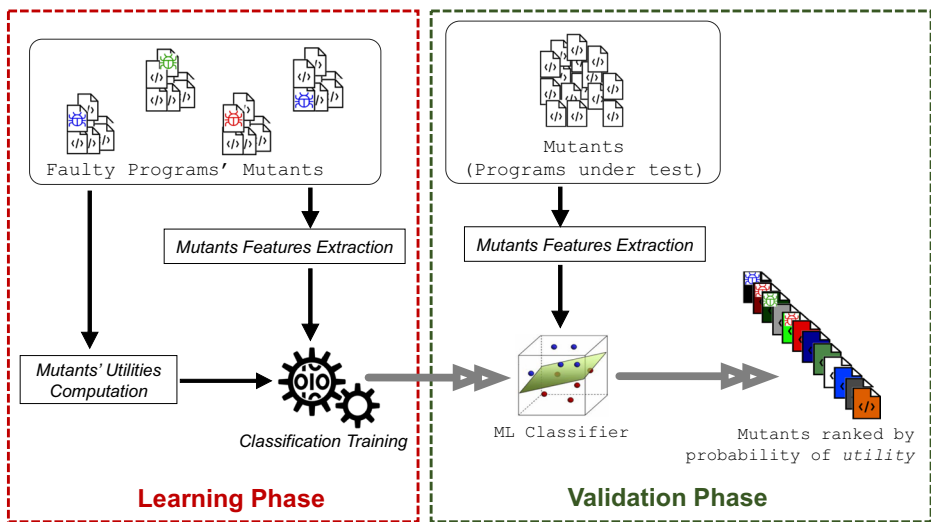 Faulty Programs’ Mutants
Mutants Features Extraction
Mutants’ Utilities
Computation
OIO
Classification Training
Learning Phase
Mutants
(Programs under test)
Mutants Features Extraction
ML Classifier
Mutants ranked by
probability of utility
Validation Phase